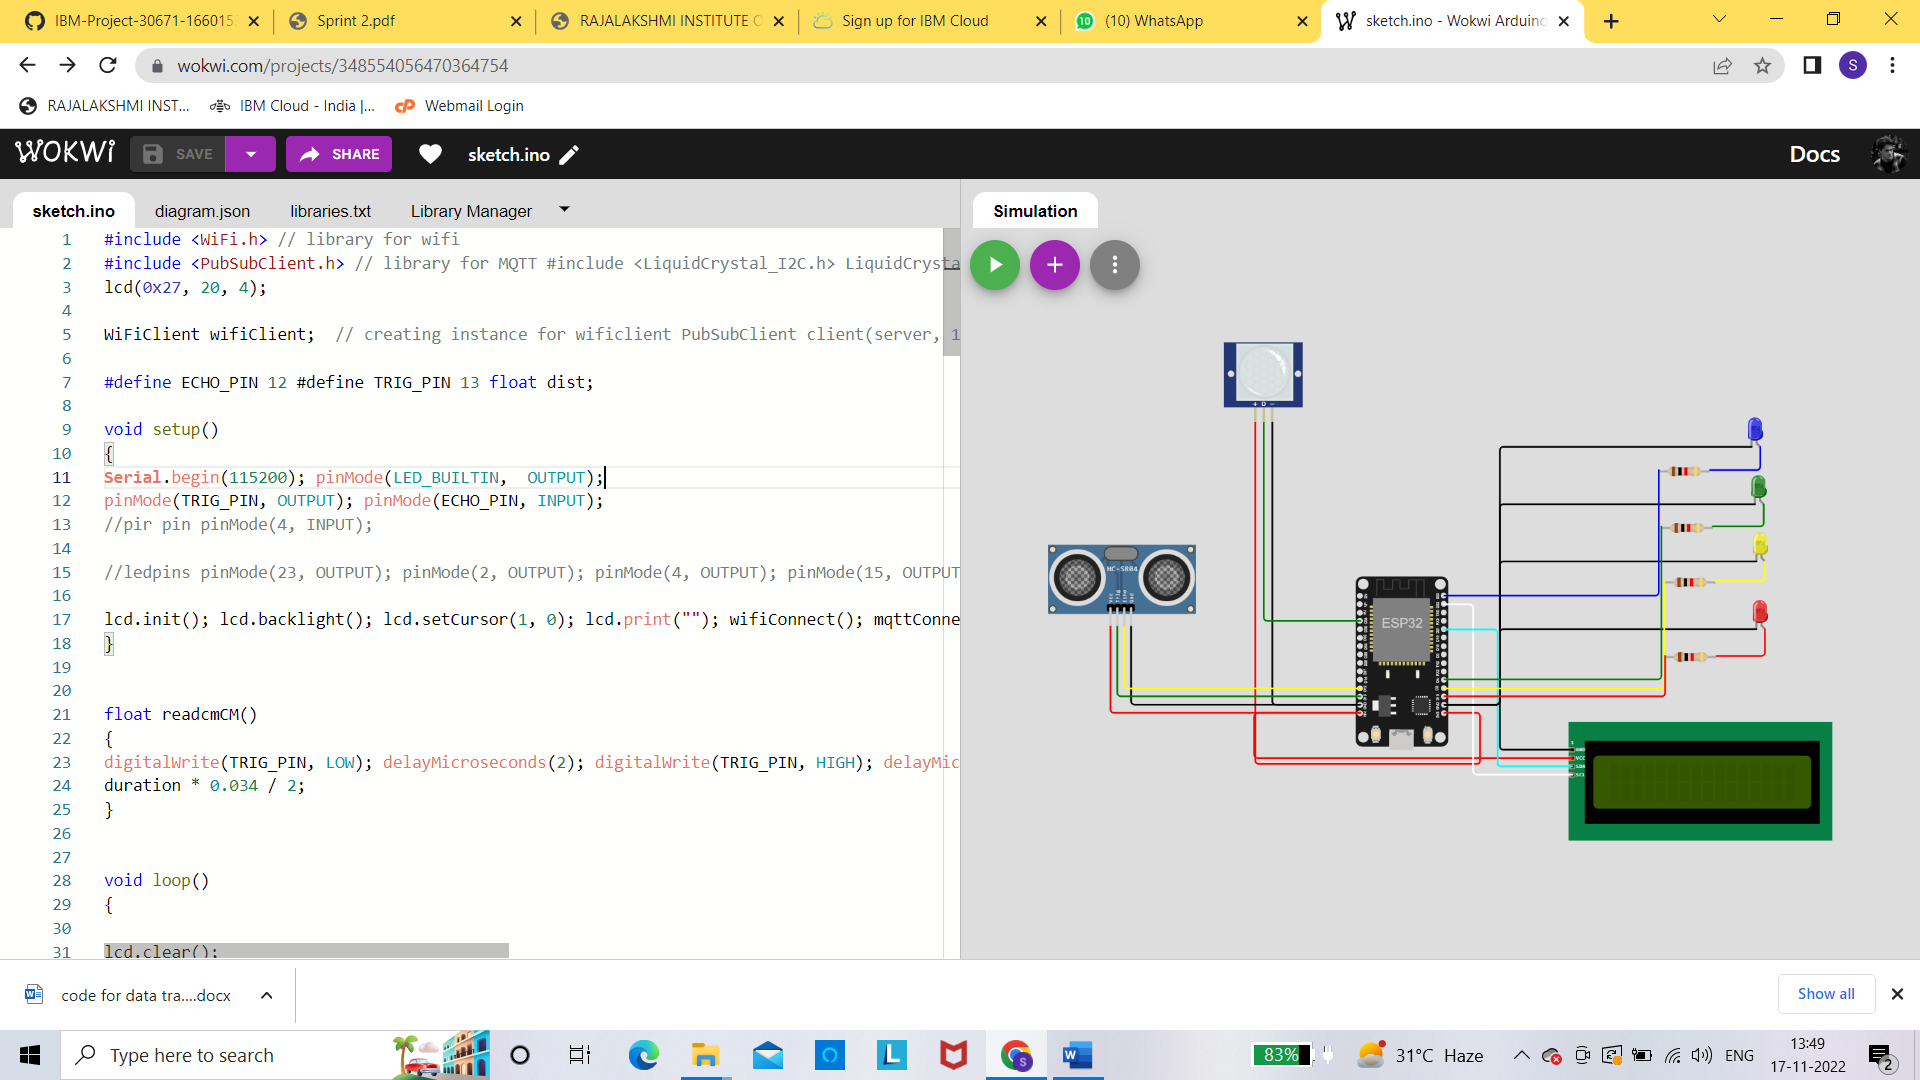 IBM-Project-30671-166015
Sprint 2.pdf
RAJALAKSHMI INSTITUTE O
Sign up for IBM Cloud
(10) WhatsApp
sketch.ino - Wokwi Arduino
wokwi.com/projects/348554056470364754
S
RAJALAKSHMI INST...
IBM Cloud - India |...
Webmail Login
WOKWi
SAVE
SHARE
sketch.ino
Docs
sketch.ino
diagram.json
libraries.txt
Library Manager
Simulation
1 #include <WiFi.h> // library for wifi
2 #include <PubSubClient.h> // library for MQTT #include <LiquidCrystal_I2C.h> LiquidCrysta
3 lcd(0x27, 20, 4);
4
5 WiFiClient wifiClient;  // creating instance for wificlient PubSubClient client(server, 1
6
7 #define ECHO_PIN 12 #define TRIG_PIN 13 float dist;
8
9 void setup()
10 {
11 Serial.begin(115200); pinMode(LED_BUILTIN,  OUTPUT);
12 pinMode(TRIG_PIN, OUTPUT); pinMode(ECHO_PIN, INPUT);
13 //pir pin pinMode(4, INPUT);
14
15 //ledpins pinMode(23, OUTPUT); pinMode(2, OUTPUT); pinMode(4, OUTPUT); pinMode(15, OUTPUT
16
17 lcd.init(); lcd.backlight(); lcd.setCursor(1, 0); lcd.print(""); wifiConnect(); mqttConne
18 }
19
20
21 float readcmCM()
22 {
23 digitalWrite(TRIG_PIN, LOW); delayMicroseconds(2); digitalWrite(TRIG_PIN, HIGH); delayMic
24 duration * 0.034 / 2;
25 }
26
27
28 void loop()
29 {
30
31 lcd.clear();
+ D -
HC-SR04
ESP32
code for data tra....docx
Show all
Type here to search
83%
31°C Haze
ENG
13:49
17-11-2022
2